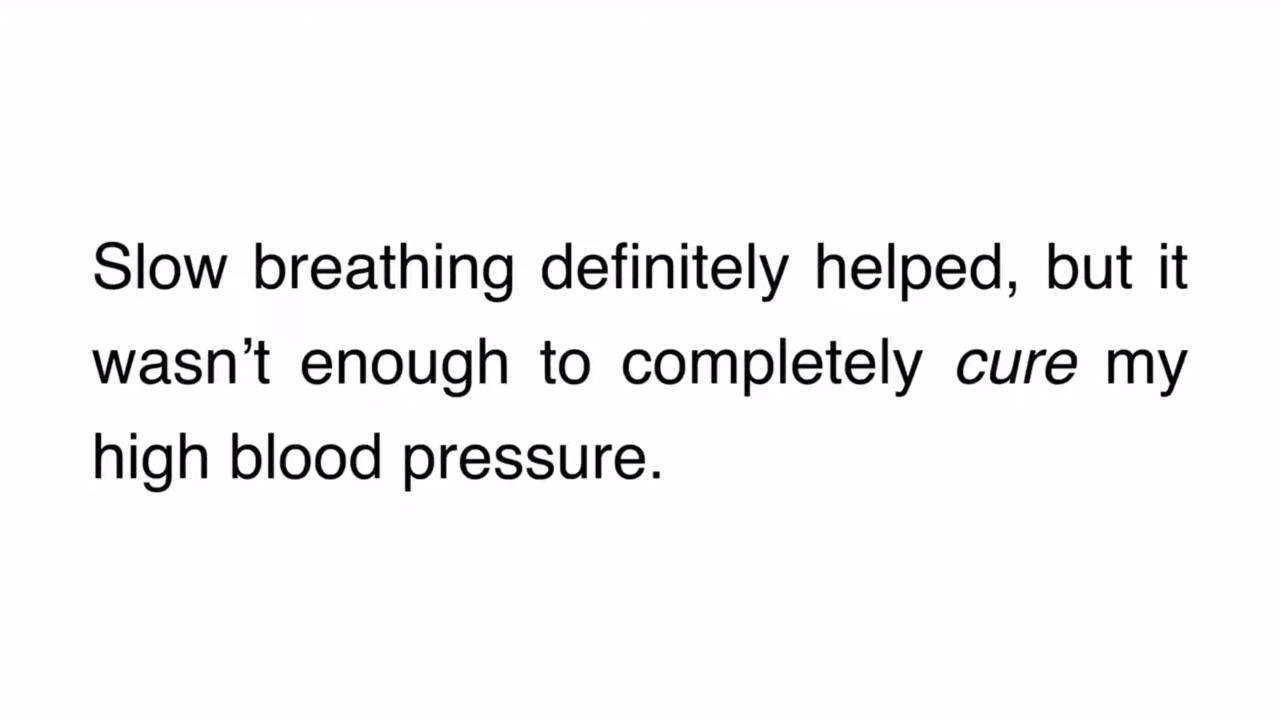 Slow breathing definitely helped, but it
wasn’t enough to completely cure my
high blood pressure.